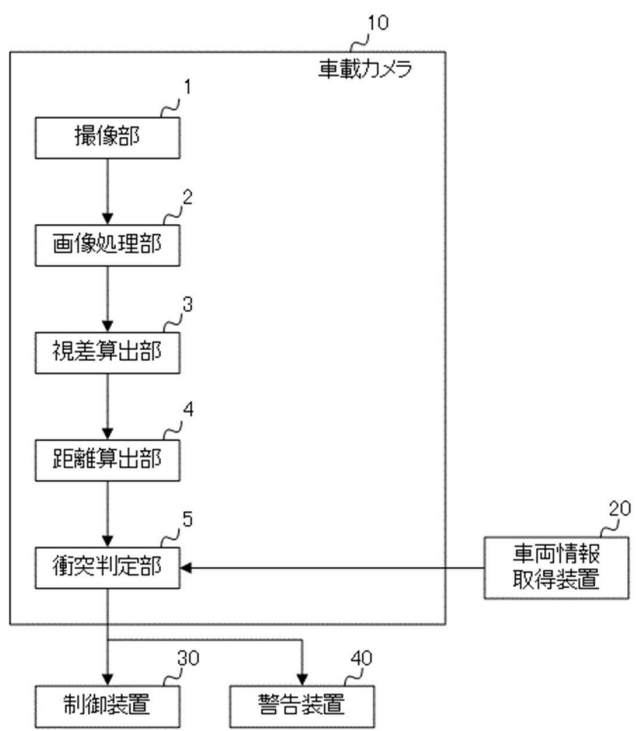 10
車載カメラ
1
撮像部
2
画像処理部
3
視差算出部
4
距離算出部
5
衝突判定部
20
車両情報
取得装置
30
制御装置
40
警告装置